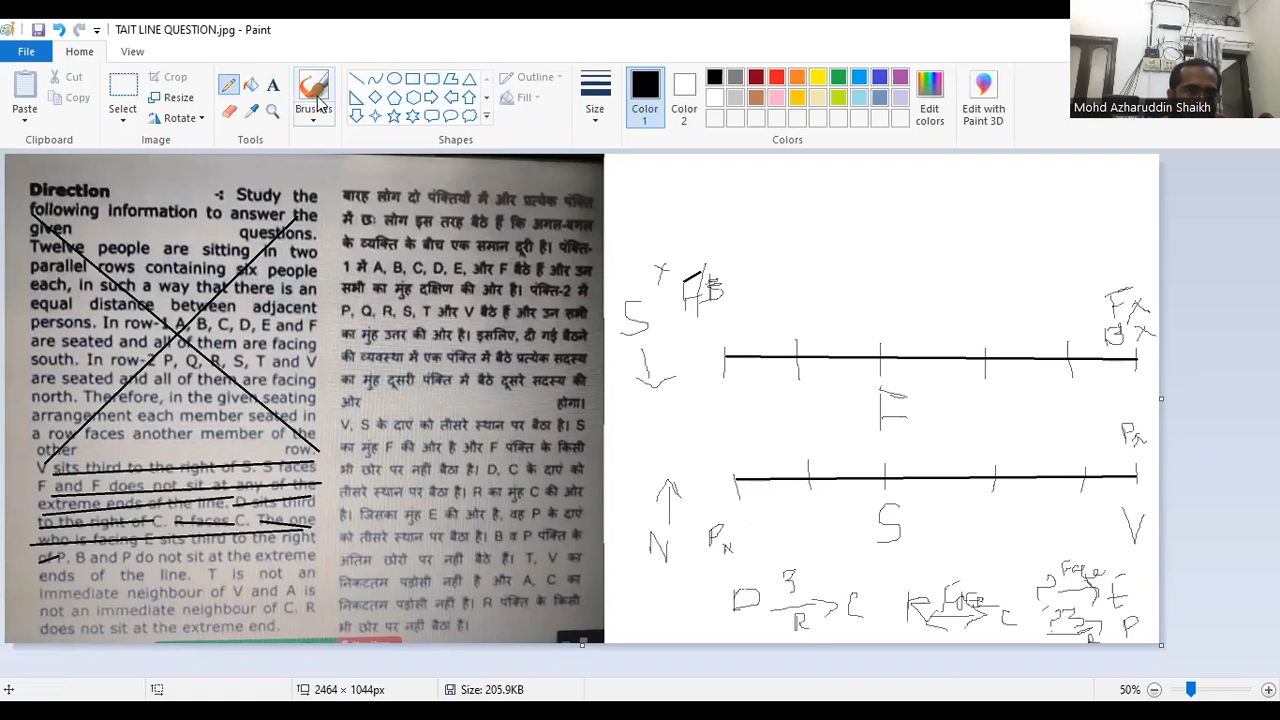 TAIT LINE QUESTION.jpg - Paint
File
Home
View
Paste
Cut
Copy
Clipboard
Select
Crop
Resize
Rotate
Image
Tools
Brushes
Shapes
Outline
Fill
Size
Color 1
Color 2
Edit colors
Colors
Edit with Paint 3D
Mohd Azharuddin Shaikh
Direction -: Study the
following information to answer the
given questions.
Twelve people are sitting in two
parallel rows containing six people
each, in such a way that there is an
equal distance between adjacent
persons. In row-1 A, B, C, D, E and F
are seated and all of them are facing
south. In row-2 P, Q, R, S, T and V
are seated and all of them are facing
north. Therefore, in the given seating
arrangement each member seated in
a row faces another member of the
other row.
V sits third to the right of S. S faces
F and F does not sit at any of the
extreme ends of the line. D sits third
to the right of C. R faces C. The one
who is facing E sits third to the right
of P. B and P do not sit at the extreme
ends of the line. T is not an
immediate neighbour of V and A is
not an immediate neighbour of C. R
does not sit at the extreme end.
बारह लोग दो पंक्तियों में और प्रत्येक पंक्ति
में छः लोग इस तरह बैठे हैं कि अगल-बगल
के व्यक्ति के बीच एक समान दूरी है। पंक्ति-
1 में A, B, C, D, E, और F बैठे हैं और उन
सभी का मुंह दक्षिण की ओर है। पंक्ति-2 में
P, Q, R, S, T और V बैठे हैं और उन सभी
का मुंह उत्तर की ओर है। इसलिए, दी गई बैठने
की व्यवस्था में एक पंक्ति में बैठे प्रत्येक सदस्य
का मुंह दूसरी पंक्ति में बैठे दूसरे सदस्य की
ओर होगा।
V, S के दाएं को तीसरे स्थान पर बैठा है। S
का मुंह F की ओर है और F पंक्ति के किसी
भी छोर पर नहीं बैठा है। D, C के दाएं को
तीसरे स्थान पर बैठा है। R का मुंह C की ओर
है। जिसका मुंह E की ओर है, वह P के दाएं
को तीसरे स्थान पर बैठा है। B व P पंक्ति के
अंतिम छोरों पर नहीं बैठे हैं। T, V का
निकटतम पड़ोसी नहीं है और A, C का
निकटतम पड़ोसी नहीं है। R पंक्ति के किसी
भी छोर पर नहीं बैठा है।
S
F x
B x
F
N
S
V
D 3 R C
R Face C
Face E
3 R P
2464 × 1044px
Size: 205.9KB
50%